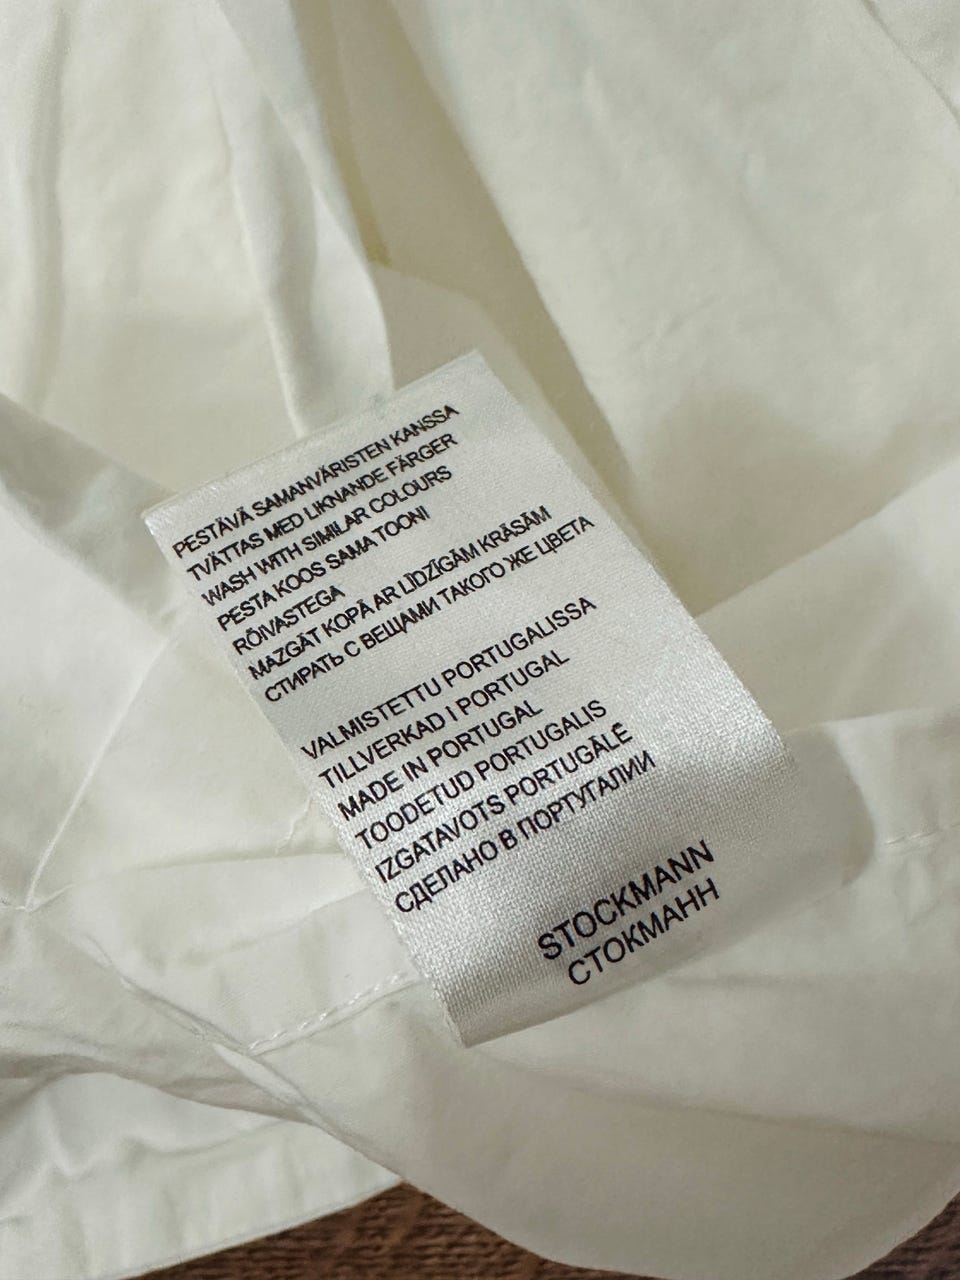 PESTÄVÄ SAMANVÄRISTEN KANSSA
TVÄTTAS MED LIKNANDE FÄRGER
WASH WITH SIMILAR COLOURS
PESTA KOOS SAMA TOONI
RÕIVASTEGA
MAZGĀT KOPĀ AR LĪDZĪGĀM KRĀSĀM
СТИРАТЬ С ВЕЩАМИ ТАКОГО ЖЕ ЦВЕТА
VALMISTETTU PORTUGALISSA
TILLVERKAD I PORTUGAL
MADE IN PORTUGAL
TOODETUD PORTUGALIS
IZGATAVOTS PORTUGĀLĒ
СДЕЛАНО В ПОРТУГАЛИИ
STOCKMANN
СТОКМАНН